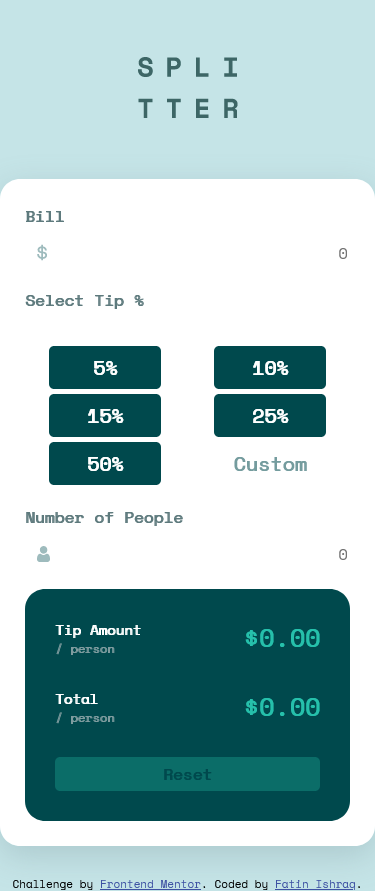 SPLI
TTER
Bill
$ 0
Select Tip %
5% 10%
15% 25%
50% Custom
Number of People
0
Tip Amount
/ person
$0.00
Total
/ person
$0.00
Reset
Challenge by Frontend Mentor. Coded by Fatin Ishraq.